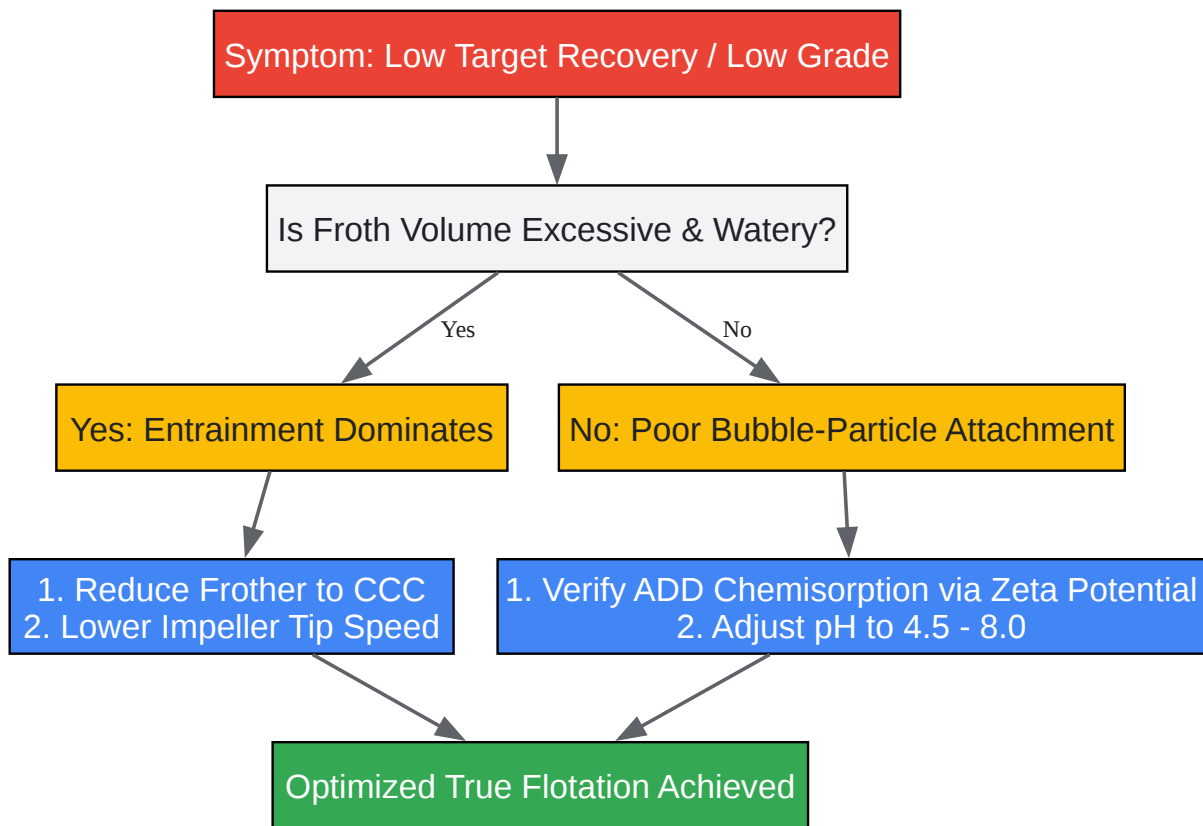 Symptom: Low Target Recovery / Low Grade
Is Froth Volume Excessive & Watery?
Yes
No
Yes: Entrainment Dominates
No: Poor Bubble-Particle Attachment
1. Reduce Frother to CCC
2. Lower Impeller Tip Speed
1. Verify ADD Chemisorption via Zeta Potential
2. Adjust pH to 4.5 - 8.0
Optimized True Flotation Achieved